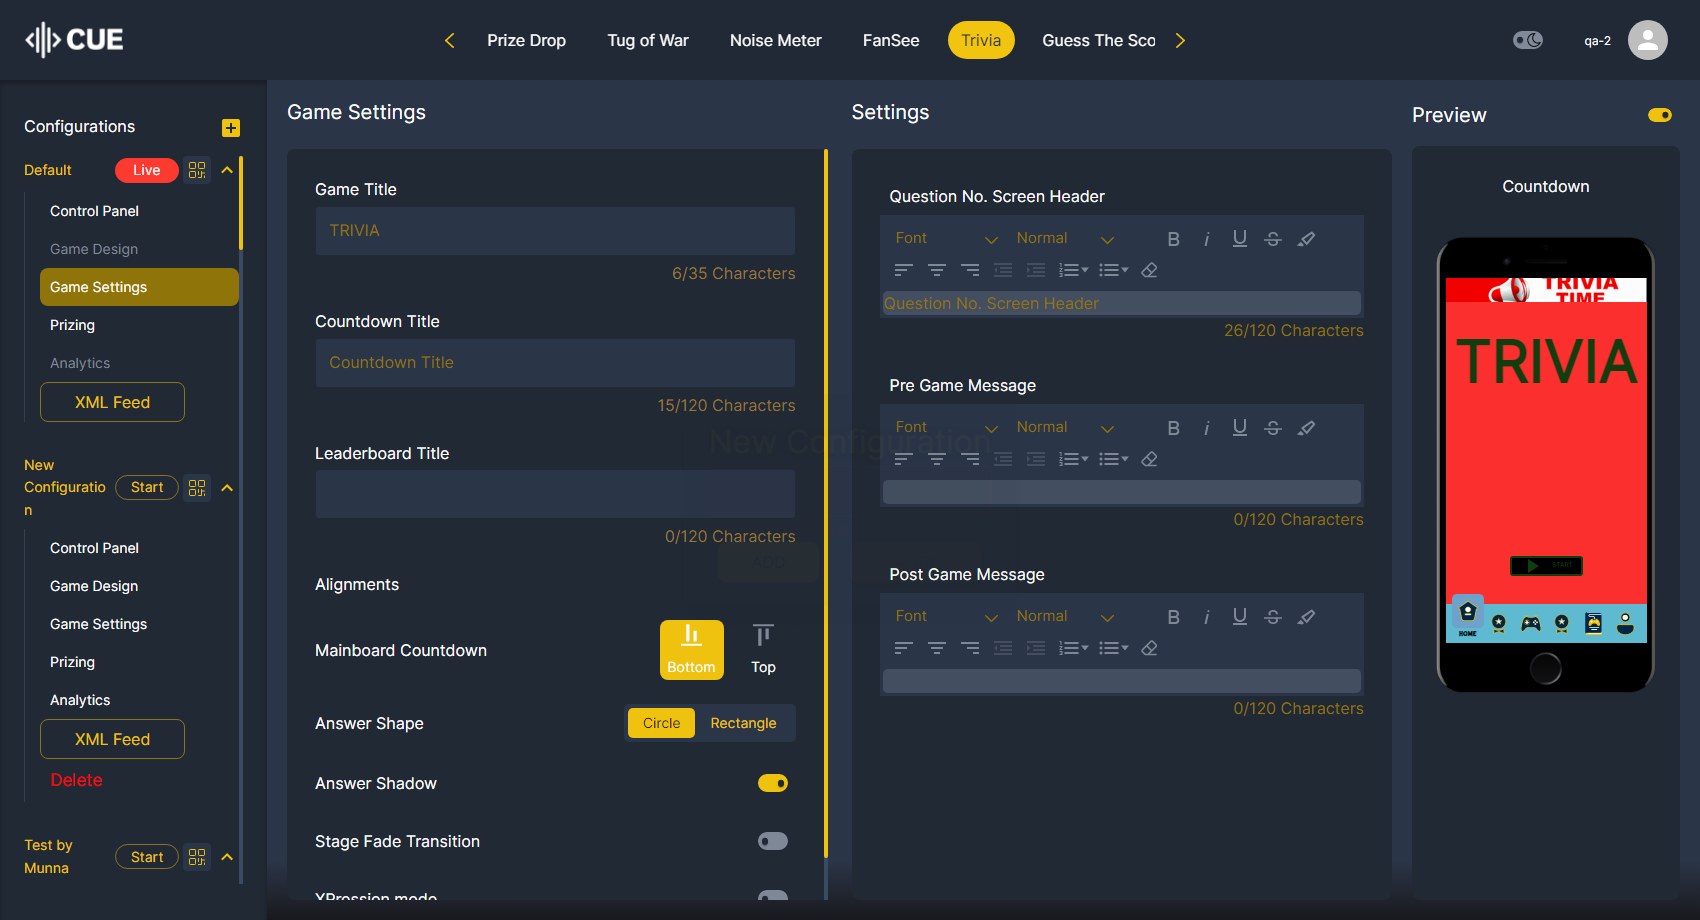 CUE
Prize Drop
Tug of War
Noise Meter
FanSee
Trivia
Guess The Sco
qa-2
Configurations
Default
Live
Control Panel
Game Design
Game Settings
Prizing
Analytics
XML Feed
New
Configuratio
n
Start
Control Panel
Game Design
Game Settings
Prizing
Analytics
XML Feed
Delete
Test by
Munna
Start
Game Settings
Game Title
TRIVIA
6/35 Characters
Countdown Title
Countdown Title
15/120 Characters
Leaderboard Title
0/120 Characters
Alignments
Mainboard Countdown
Bottom
Top
Answer Shape
Circle
Rectangle
Answer Shadow
Stage Fade Transition
XPression mode
New Configuration
ADD
Settings
Question No. Screen Header
Font
Normal
Question No. Screen Header
26/120 Characters
Pre Game Message
Font
Normal
0/120 Characters
Post Game Message
Font
Normal
0/120 Characters
Preview
Countdown
TRIVIA
TIME
TRIVIA
START
HOME